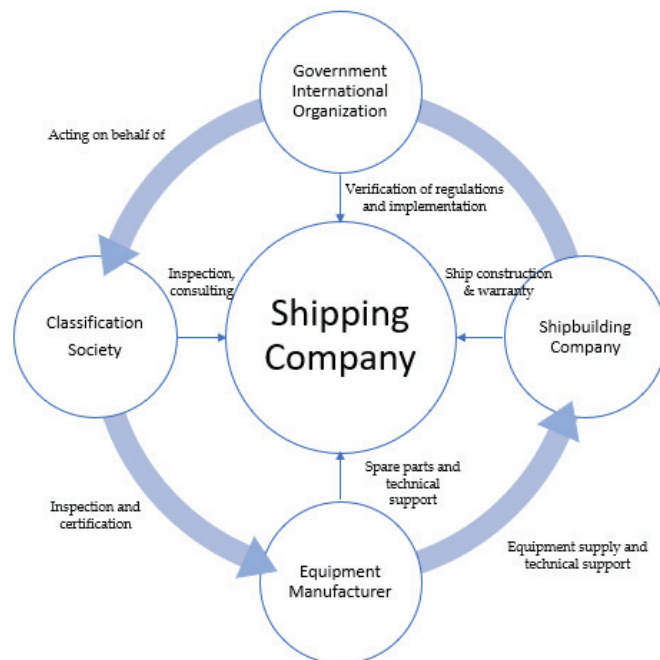 Government
International
Organization
Acting on behalf of
Verification of regulations
and implementation
Inspection,
consulting
Ship construction
& warranty
Classification
Society
Shipping
Company
Shipbuilding
Company
Spare parts and
technical
support
Inspection and
certification
Equipment
Manufacturer
Equipment supply and
technical support